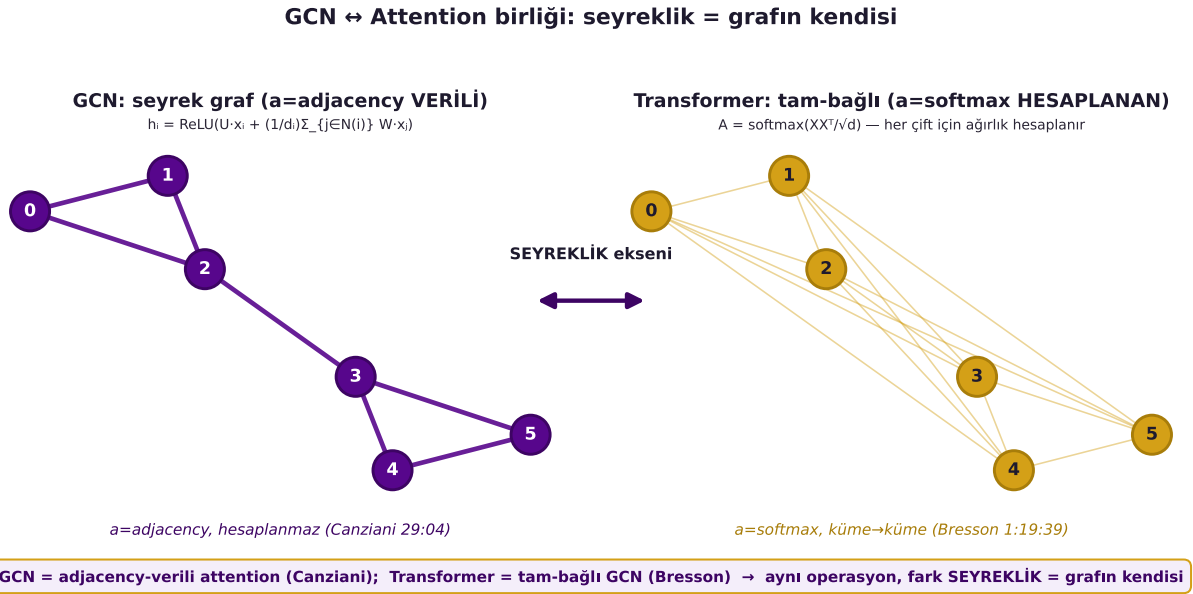 GCN ↔ Attention birliği: seyreklik = grafın kendisi
GCN: seyrek graf (a=adjacency VERİLİ)
hᵢ = ReLU(U·xᵢ + (1/dᵢ)Σ_{j∈N(i)} W·xⱼ)
1
0
2
3
5
4
a=adjacency, hesaplanmaz (Canziani 29:04)
SEYREKLİK ekseni
Transformer: tam-bağlı (a=softmax HESAPLANAN)
A = softmax(XXᵀ/√d) — her çift için ağırlık hesaplanır
1
0
2
3
5
4
a=softmax, küme→küme (Bresson 1:19:39)
GCN = adjacency-verili attention (Canziani);  Transformer = tam-bağlı GCN (Bresson)  →  aynı operasyon, fark SEYREKLİK = grafın kendisi